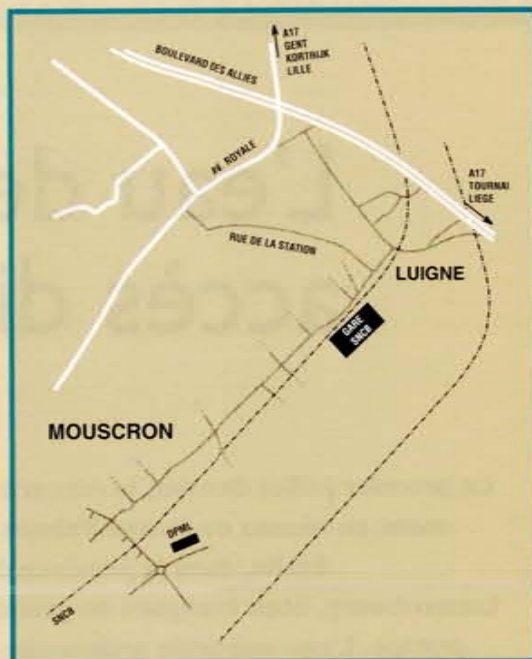 A17
GENT
KORTRIJK
LILLE
BOULEVARD DES ALLIES
AV. ROYALE
A17
TOURNAI
LIEGE
RUE DE LA STATION
LUIGNE
GARE
SNCB
MOUSCRON
DPML
SNCB